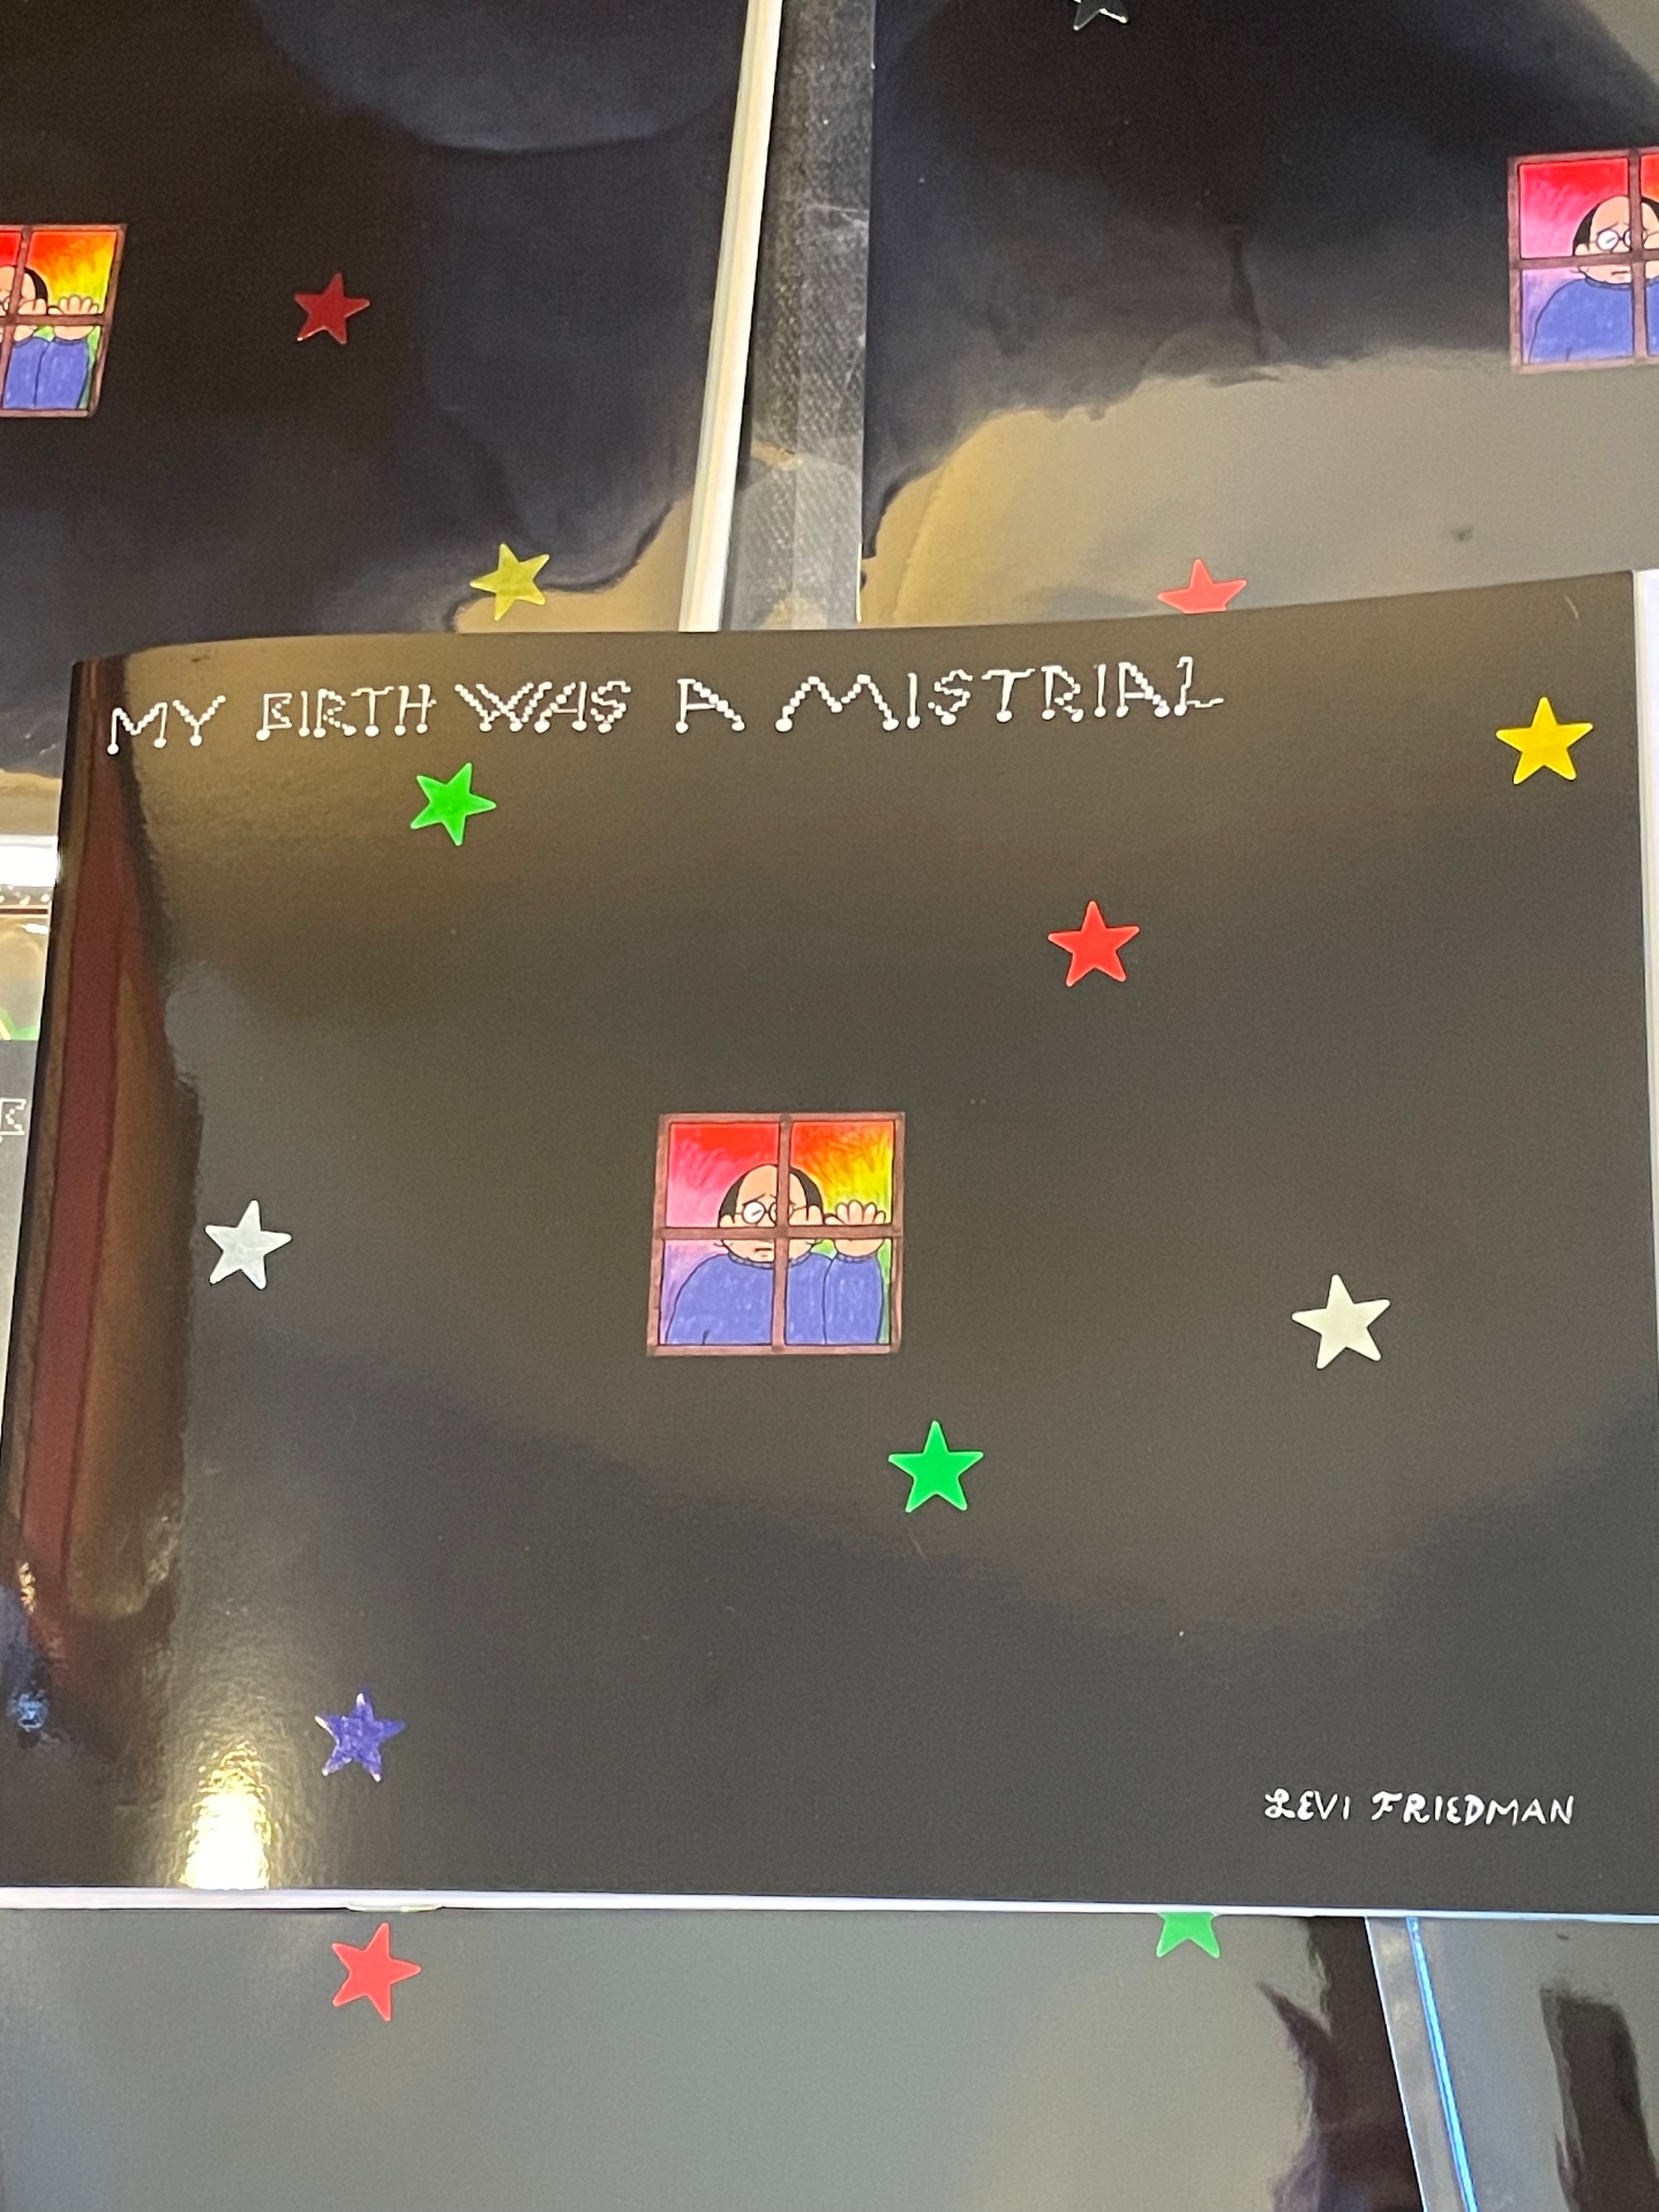 MY BIRTH WAS A MISTRIAL
LEVI FRIEDMAN